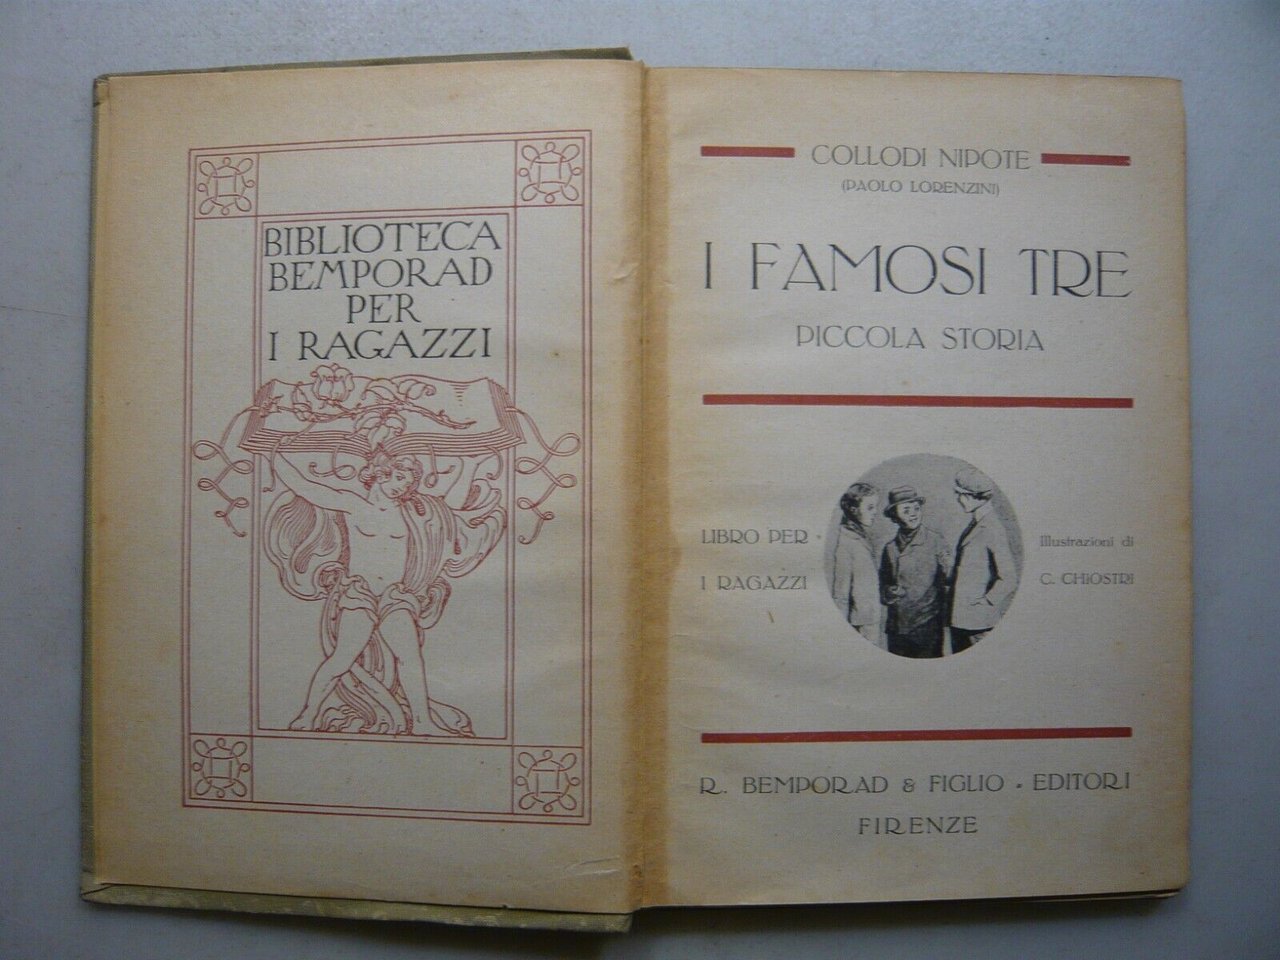 BIBLIOTECA
BEMPORAD
PER
I RAGAZZI
COLLODI NIPOTE
(PAOLO LORENZINI)
I FAMOSI TRE
PICCOLA STORIA
LIBRO PER
I RAGAZZI
Illustrazioni di
C. CHIOSTRI
R. BEMPORAD & FIGLIO - EDITORI
FIRENZE